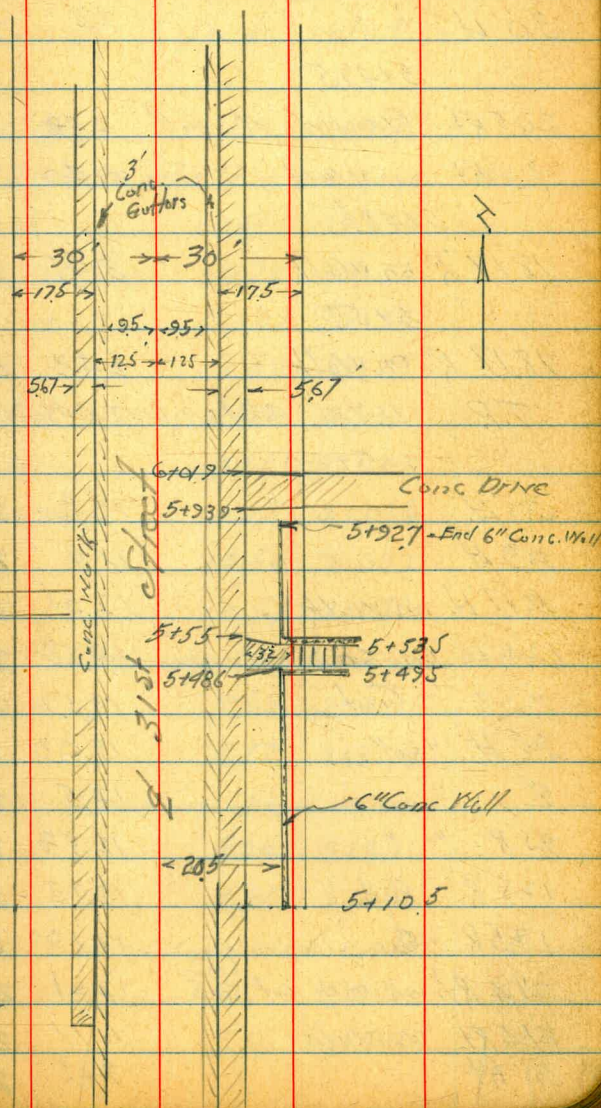 3'
Conc.
Gutters
N
30' 30'
17.5 17.5
9.5 9.5
12.5 12.5
5.67 5.67'
6+01.9
Conc Drive
5+93.9
5+92.7 - End 6" Conc. Wall
Conc Walk
℄ 31st Street
5+55
5+53.5
5+48.6
5+49.5
6" Conc Wall
20.5
5+10.5